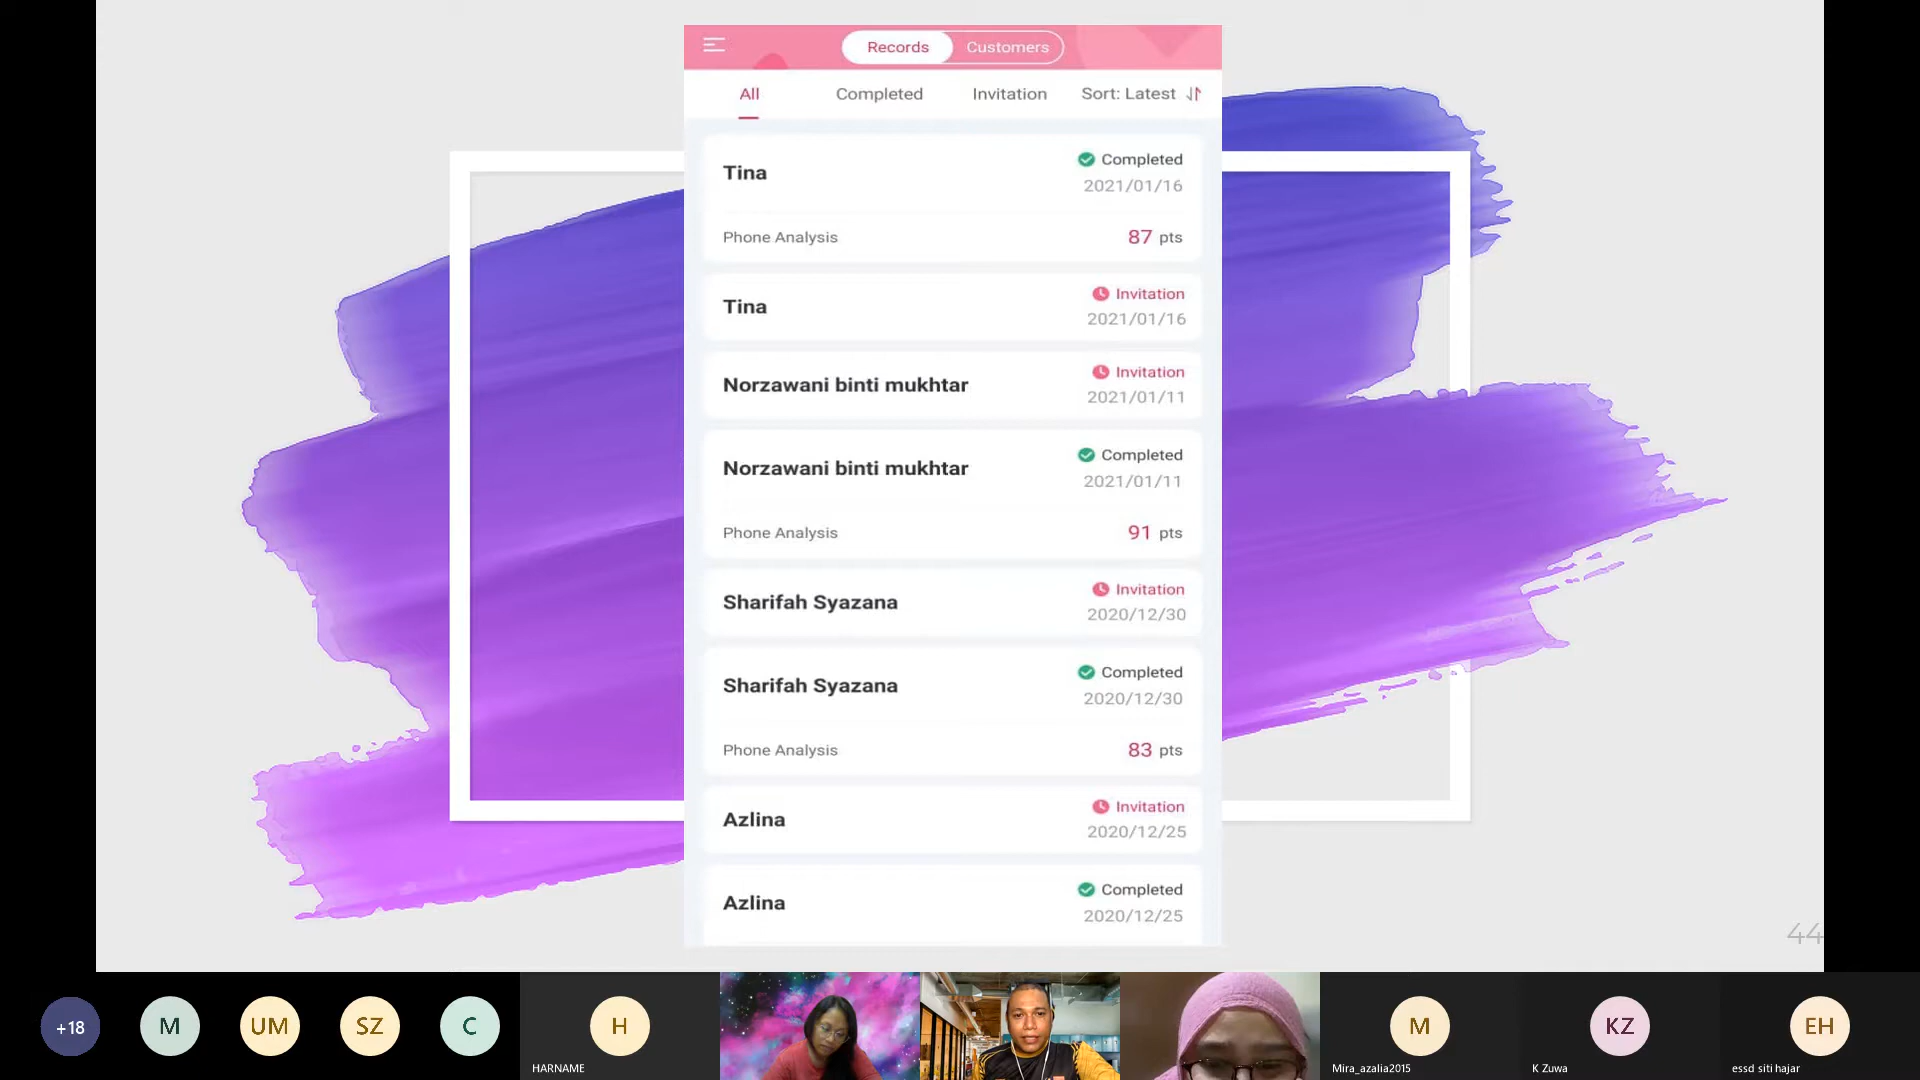 Records Customers
All Completed Invitation Sort: Latest
Tina
Completed
2021/01/16
Phone Analysis 87 pts
Tina
Invitation
2021/01/16
Norzawani binti mukhtar
Invitation
2021/01/11
Norzawani binti mukhtar
Completed
2021/01/11
Phone Analysis 91 pts
Sharifah Syazana
Invitation
2020/12/30
Sharifah Syazana
Completed
2020/12/30
Phone Analysis 83 pts
Azlina
Invitation
2020/12/25
Azlina
Completed
2020/12/25
44
+18 M UM SZ C H M KZ EH
HARNAME Mira_azalia2015 K Zuwa essd siti hajar